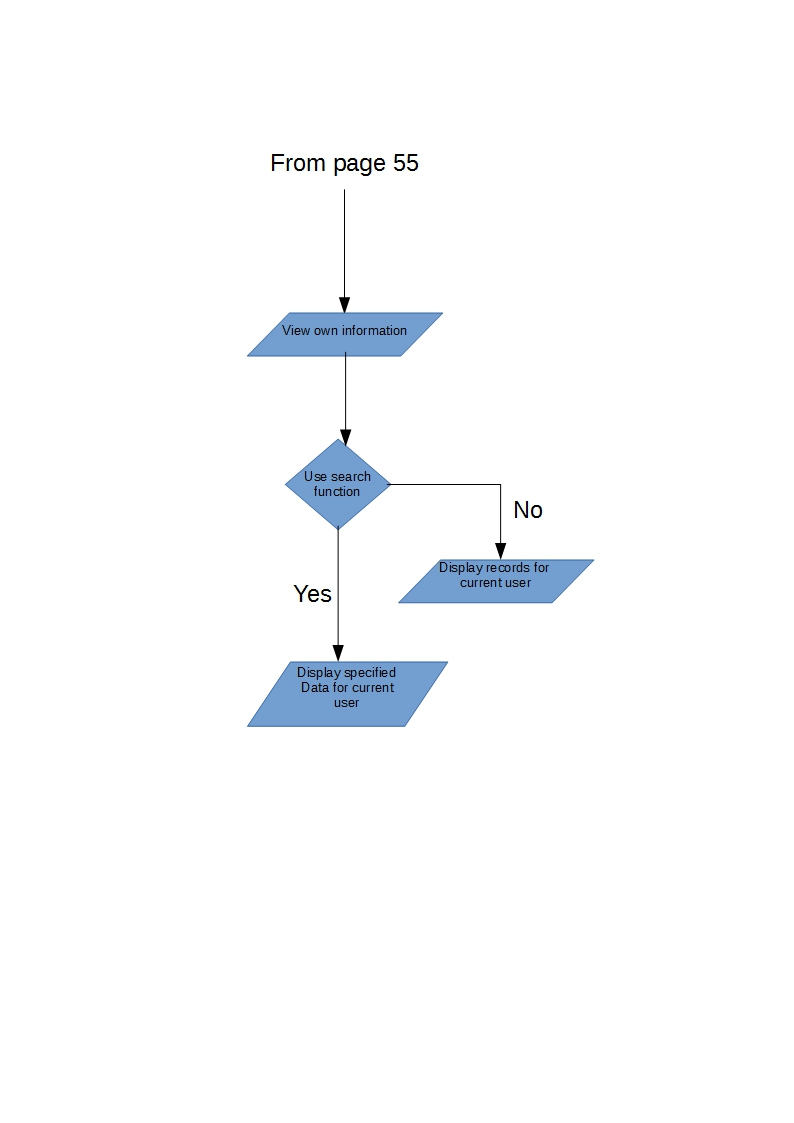 From page 55
View own information
Use search
function
No
Display records for
current user
Yes
Display specified
Data for current
user